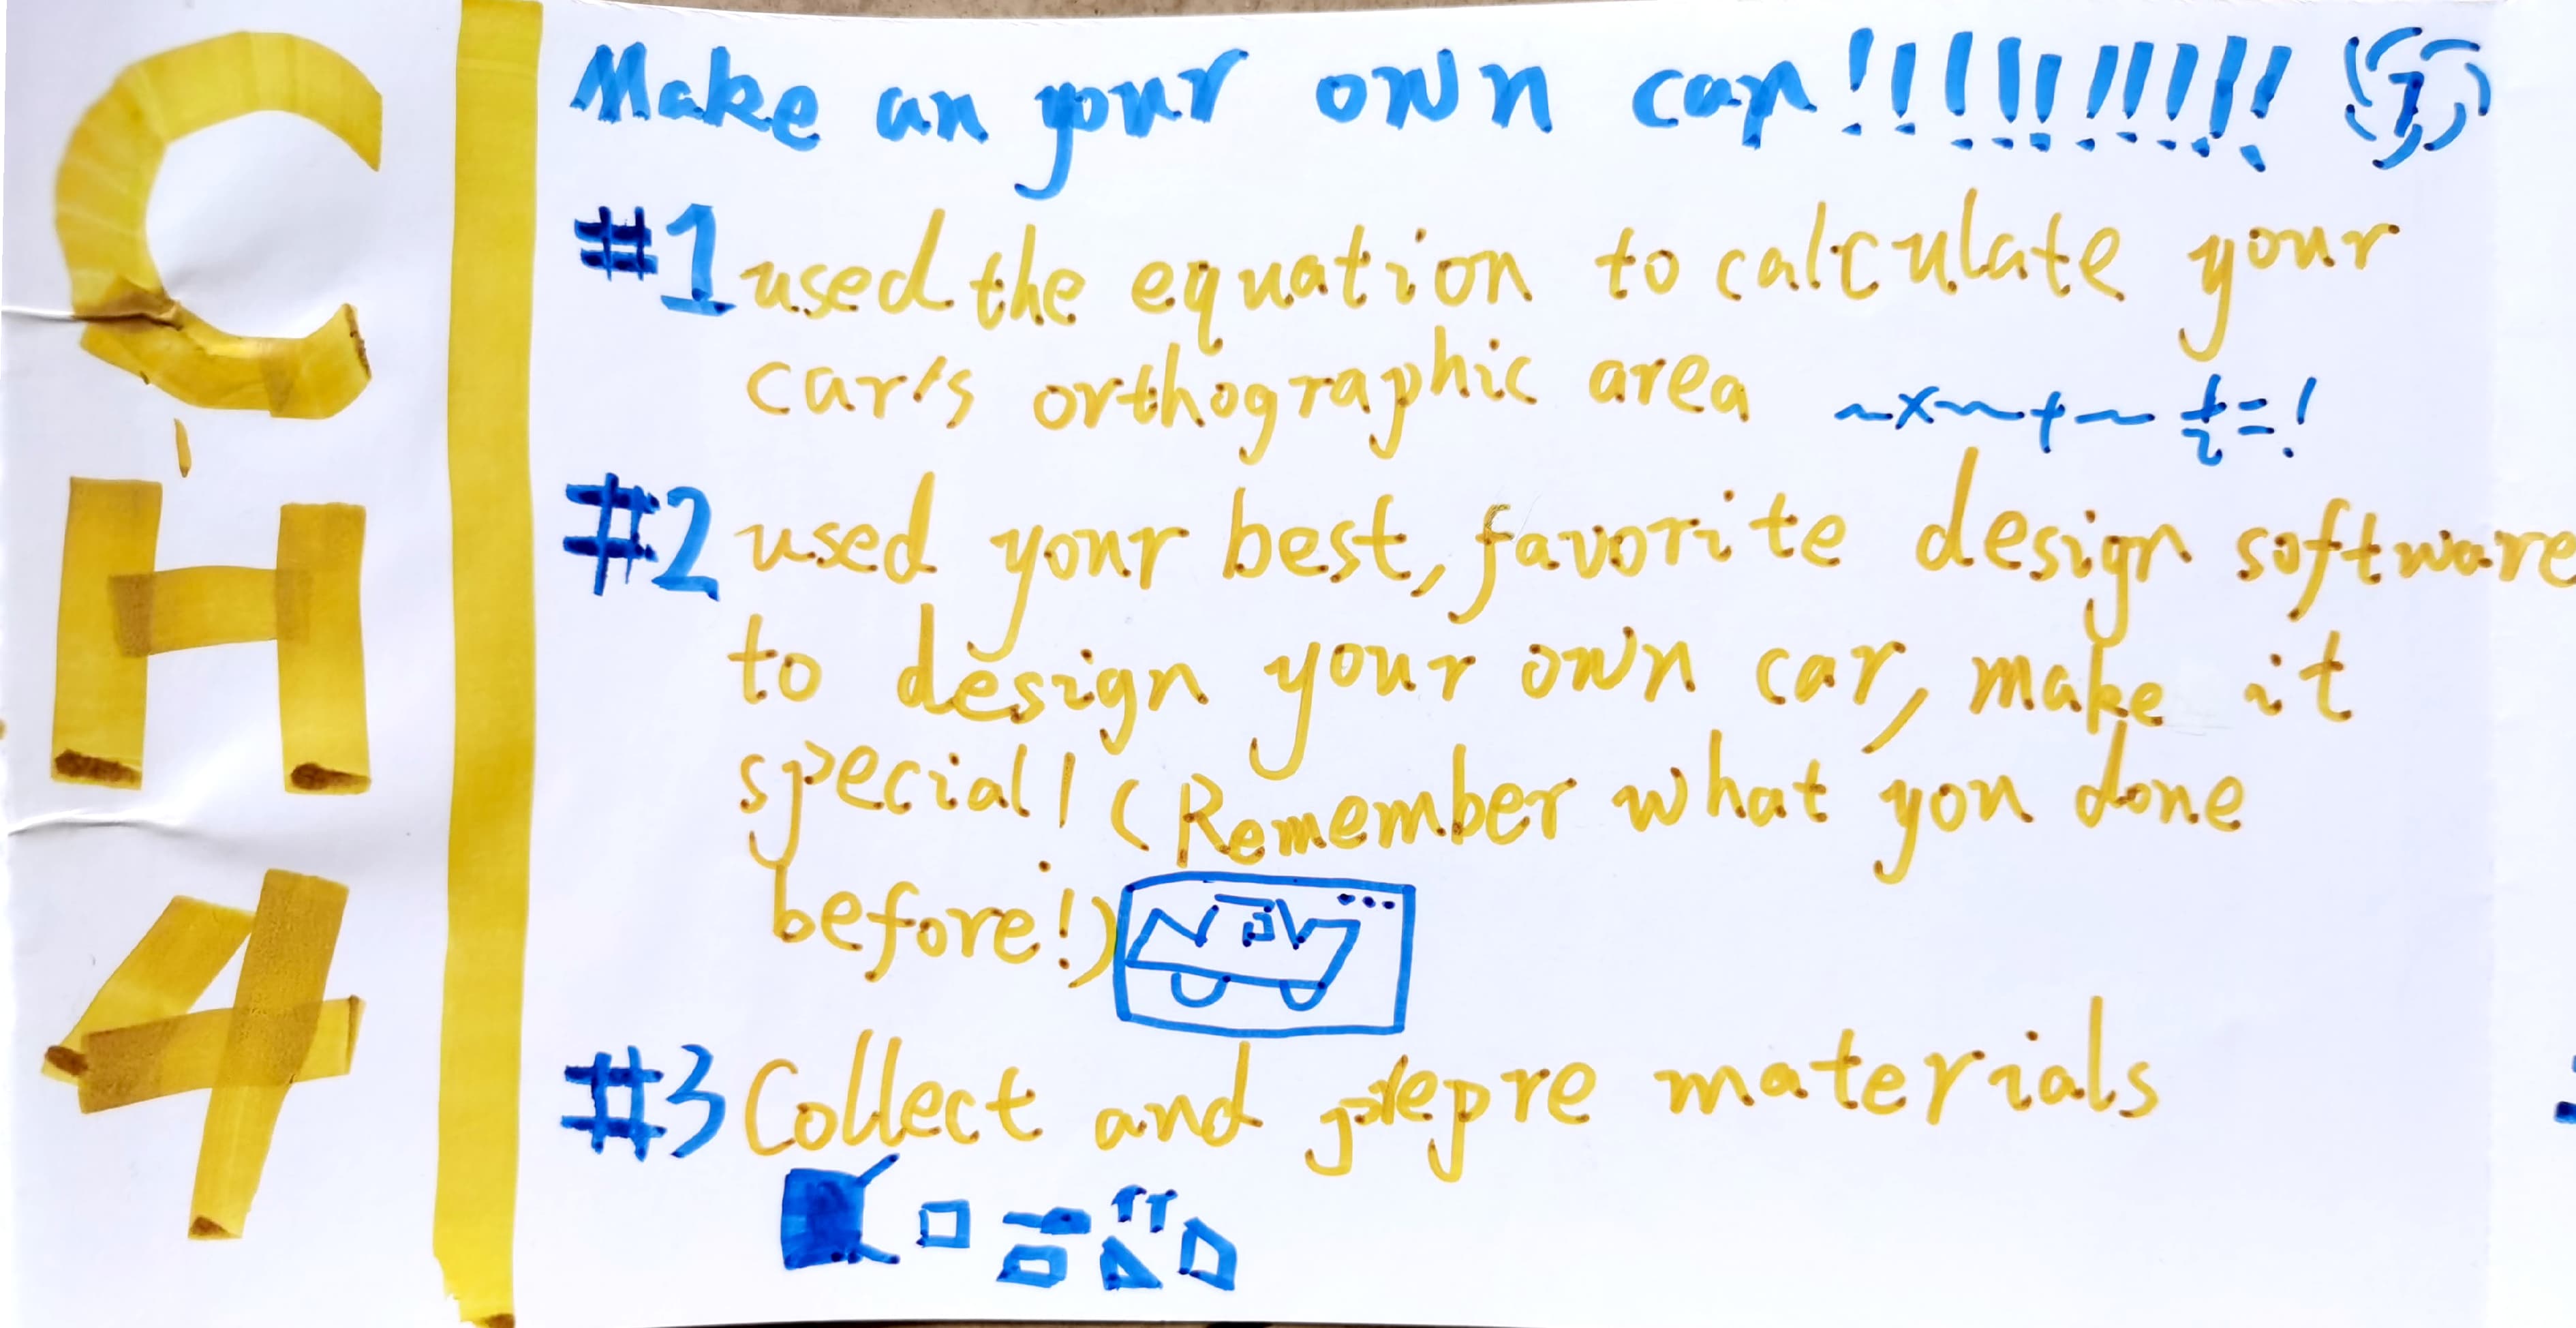 CH4
Make an your own car!!!!!!!!!!!
#1 used the equation to calculate your
car's orthographic area ~x~+~ ÷=!
#2 used your best, favorite design software
to design your own car, make it
special! (Remember what you done
before!)
#3 Collect and prepre materials